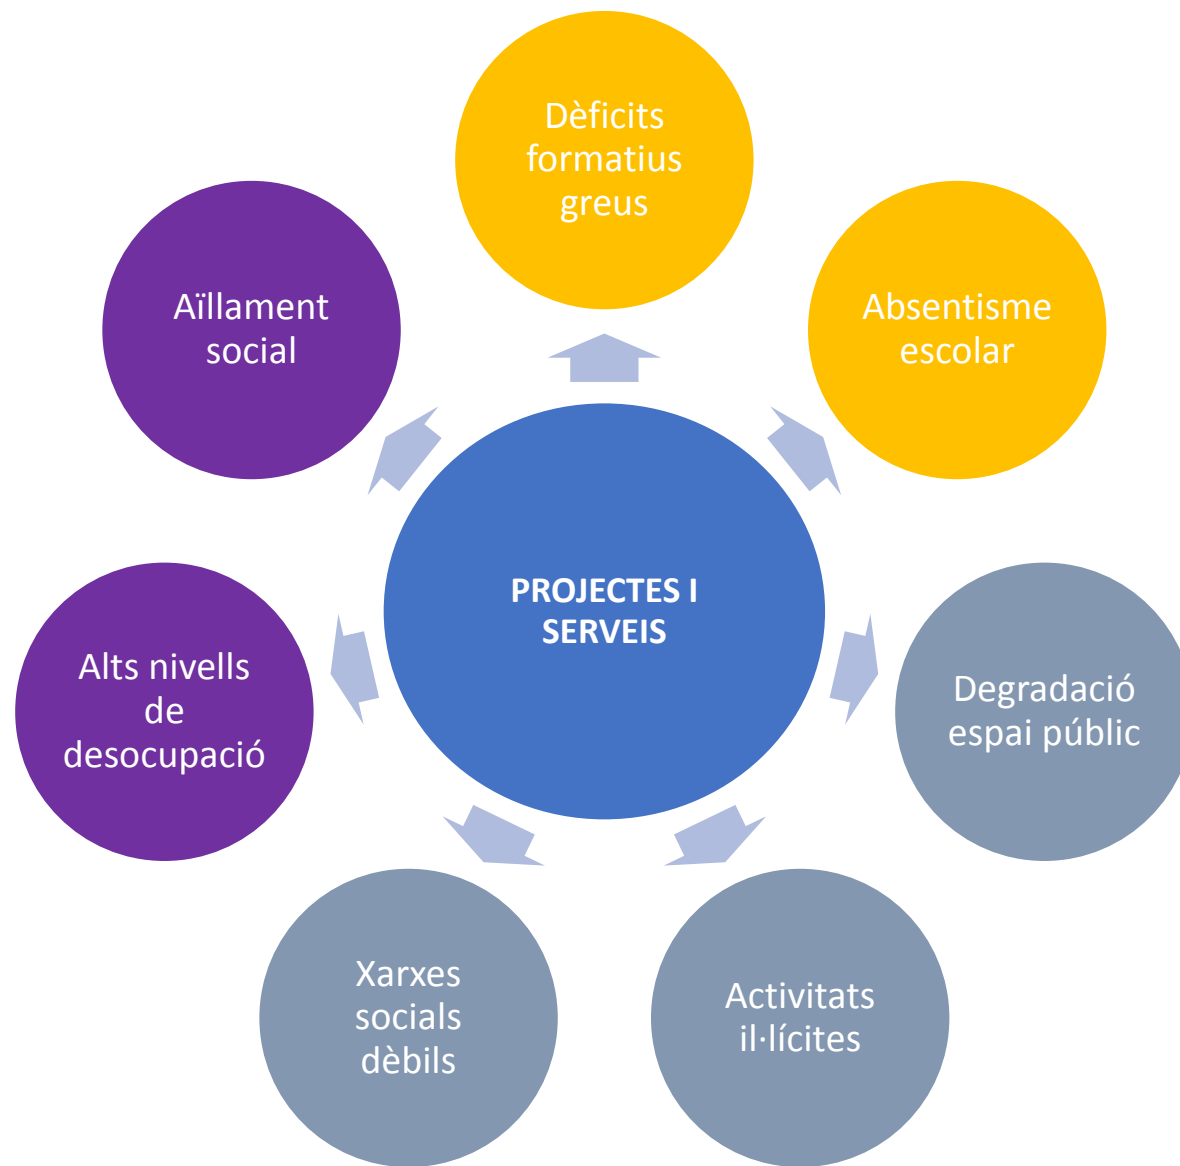 Dèficits
formatius
greus
Absentisme
escolar
Degradació
espai públic
Activitats
il·lícites
Xarxes
socials
dèbils
Alts nivells
de
desocupació
Aïllament
social
PROJECTES I
SERVEIS